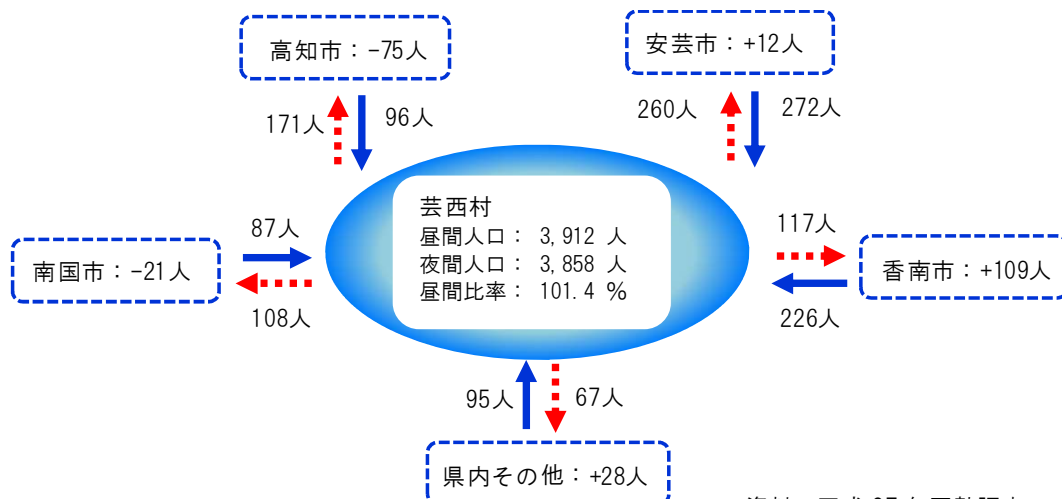 高知市：-75人
安芸市：+12人
171人
96人
260人
272人
芸西村
昼間人口： 3,912 人
夜間人口： 3,858 人
昼間比率： 101.4 %
87人
南国市：-21人
108人
117人
香南市：+109人
226人
95人
67人
県内その他：+28人